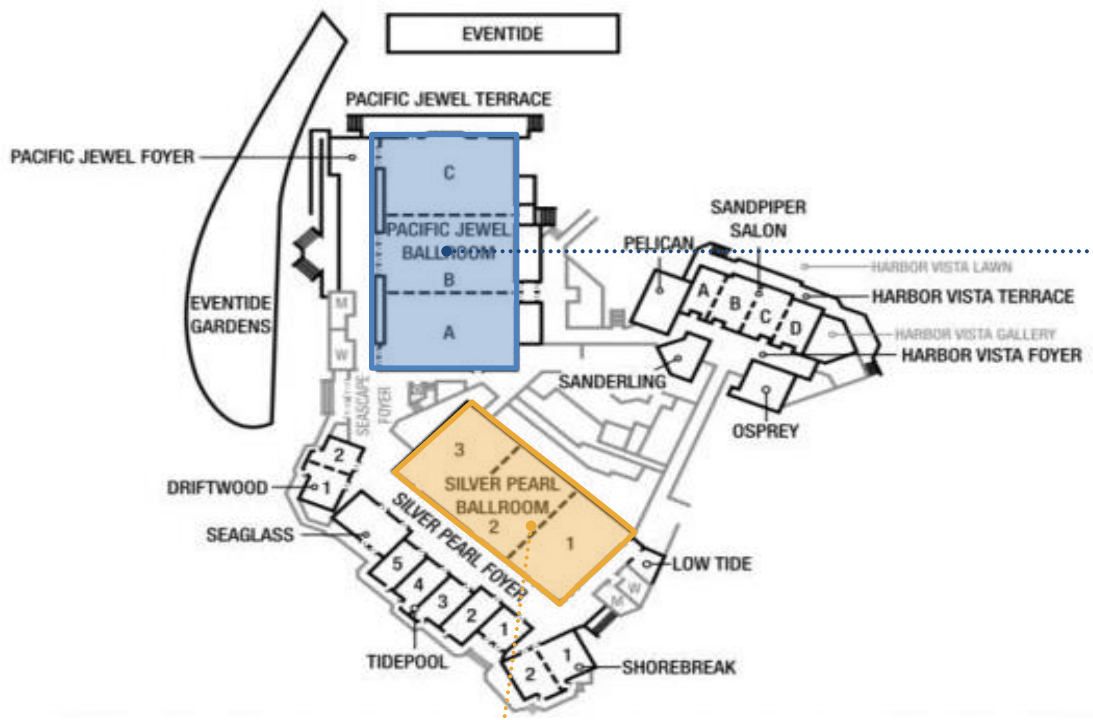 EVENTIDE
PACIFIC JEWEL TERRACE
PACIFIC JEWEL FOYER
C
PACIFIC JEWEL
BALLROOM
B
A
EVENTIDE
GARDENS
M
W
SEASCAPE
FOYER
SANDPIPER
SALON
PELICAN
A
B
C
D
HARBOR VISTA LAWN
HARBOR VISTA TERRACE
HARBOR VISTA GALLERY
HARBOR VISTA FOYER
SANDERLING
OSPREY
3
SILVER PEARL
BALLROOM
2
1
2
1
DRIFTWOOD
SEAGLASS
SILVER PEARL FOYER
5
4
3
2
1
TIDEPOOL
LOW TIDE
W
M
1
2
SHOREBREAK